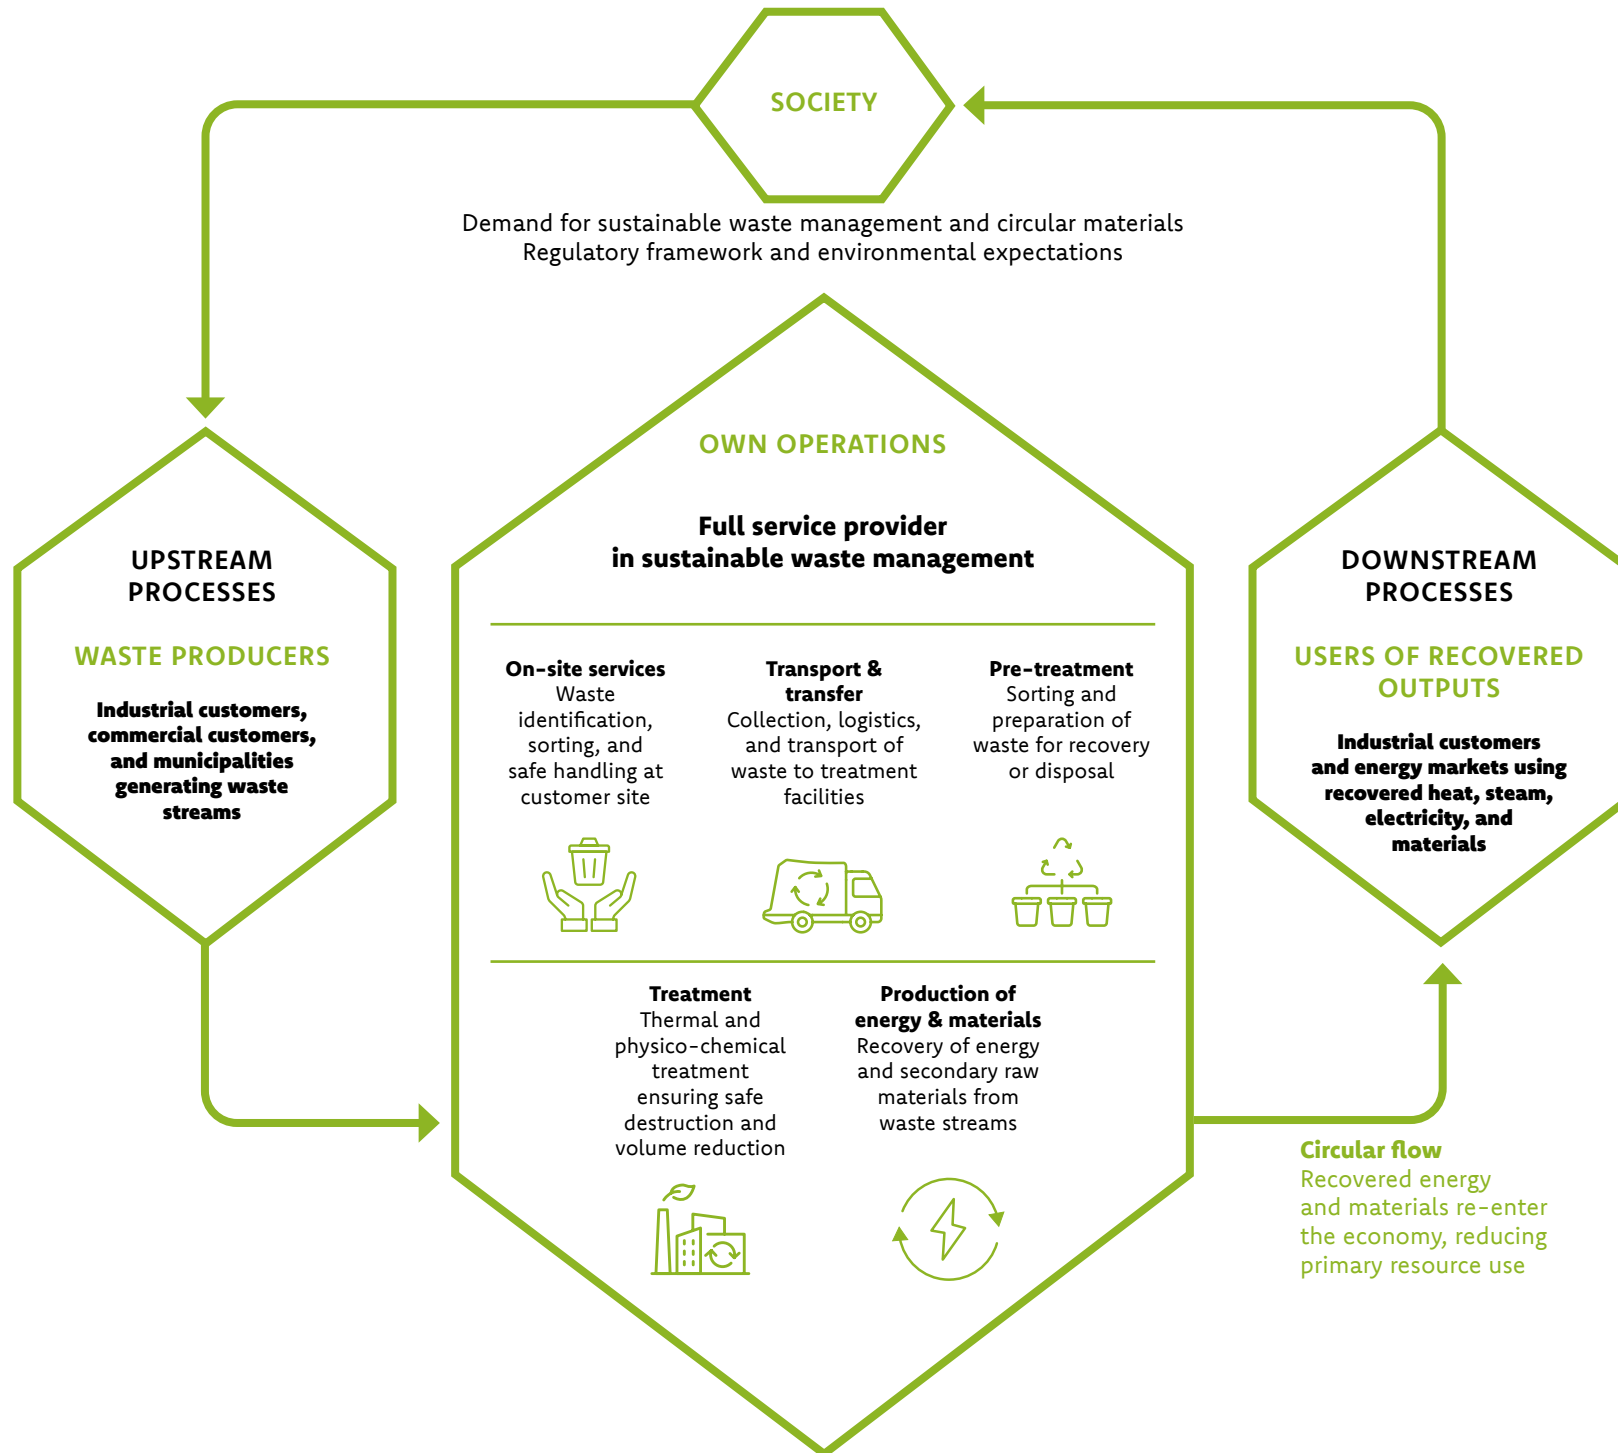 SOCIETY
Demand for sustainable waste management and circular materials
Regulatory framework and environmental expectations
UPSTREAM
PROCESSES
WASTE PRODUCERS
Industrial customers,
commercial customers,
and municipalities
generating waste
streams
OWN OPERATIONS
Full service provider
in sustainable waste management
On-site services
Waste
identification,
sorting, and
safe handling at
customer site
Transport &
transfer
Collection, logistics,
and transport of
waste to treatment
facilities
Pre-treatment
Sorting and
preparation of
waste for recovery
or disposal
Treatment
Thermal and
physico-chemical
treatment
ensuring safe
destruction and
volume reduction
Production of
energy & materials
Recovery of energy
and secondary raw
materials from
waste streams
DOWNSTREAM
PROCESSES
USERS OF RECOVERED
OUTPUTS
Industrial customers
and energy markets using
recovered heat, steam,
electricity, and
materials
Circular flow
Recovered energy
and materials re-enter
the economy, reducing
primary resource use